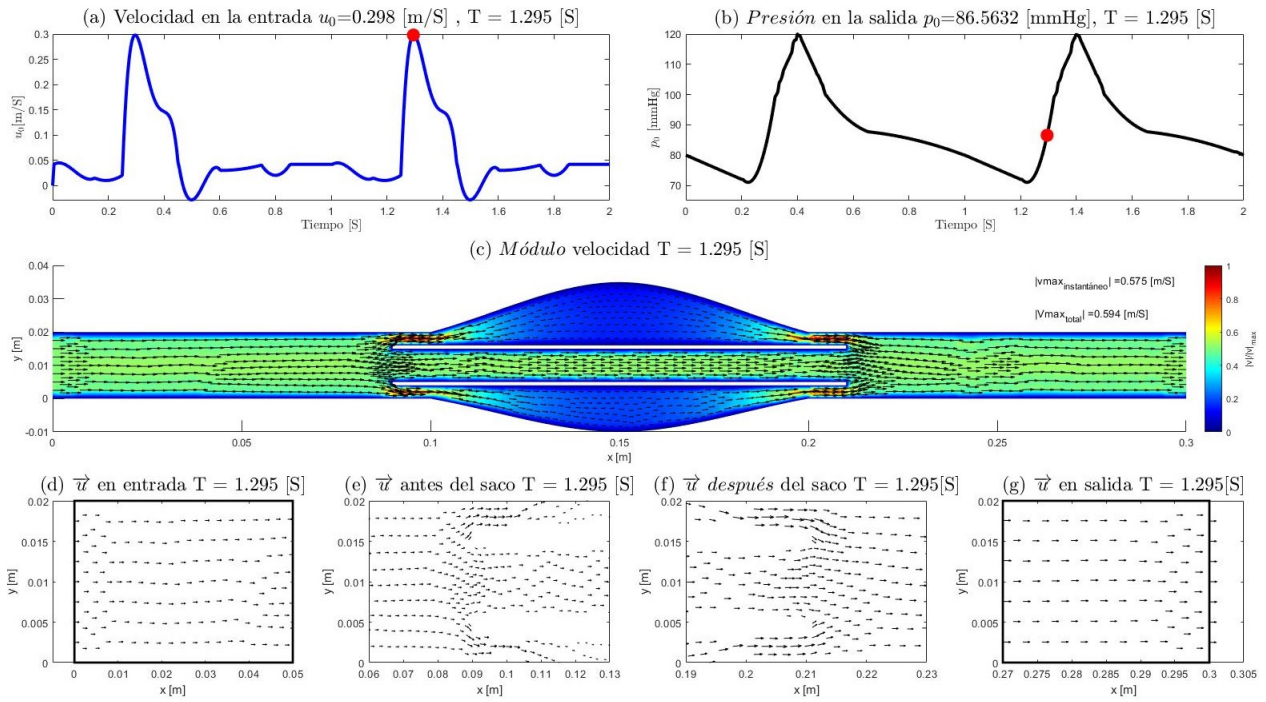 (a) Velocidad en la entrada u₀=0.298 [m/S] , T = 1.295 [S]
0.3
0.25
0.2
0.15
0.1
0.05
0
u₀[m/S]
0 0.2 0.4 0.6 0.8 1 1.2 1.4 1.6 1.8 2
Tiempo [S]
(b) Presión en la salida p₀=86.5632 [mmHg], T = 1.295 [S]
120
110
100
90
80
70
p₀ [mmHg]
0 0.2 0.4 0.6 0.8 1 1.2 1.4 1.6 1.8 2
Tiempo [S]
(c) Módulo velocidad T = 1.295 [S]
0.04
0.03
0.02
0.01
0
-0.01
y [m]
0 0.05 0.1 0.15 0.2 0.25 0.3
x [m]
|vmax_instantáneo| =0.575 [m/S]
|Vmax_total| =0.594 [m/S]
1
0.8
0.6
0.4
0.2
0
|v|/|v|_max
(d) u⃗ en entrada T = 1.295 [S]
0.02
0.015
0.01
0.005
0
y [m]
0 0.01 0.02 0.03 0.04 0.05
x [m]
(e) u⃗ antes del saco T = 1.295 [S]
0.02
0.015
0.01
0.005
0
y [m]
0.06 0.07 0.08 0.09 0.1 0.11 0.12 0.13
x [m]
(f) u⃗ después del saco T = 1.295[S]
0.02
0.015
0.01
0.005
0
y [m]
0.19 0.2 0.21 0.22 0.23
x [m]
(g) u⃗ en salida T = 1.295[S]
0.02
0.015
0.01
0.005
0
y [m]
0.27 0.275 0.28 0.285 0.29 0.295 0.3 0.305
x [m]